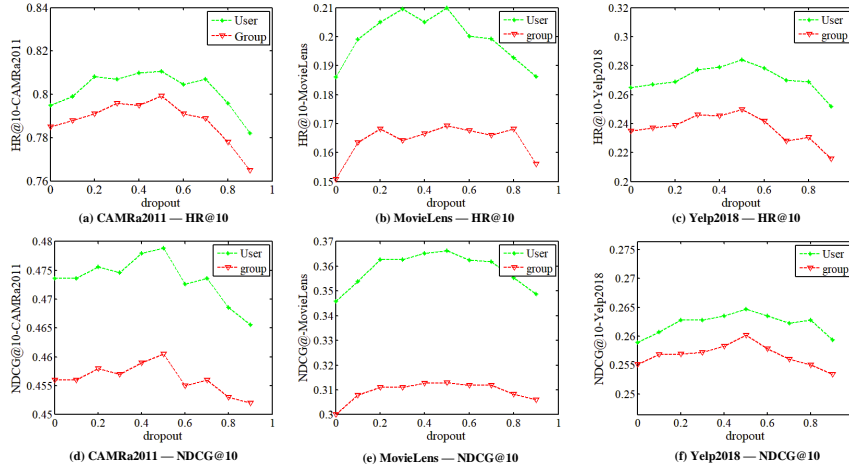 0.84
0.82
0.8
0.78
0.76
HR@10-CAMRa2011
User
Group
0 0.2 0.4 0.6 0.8 1
dropout
(a) CAMRa2011 — HR@10
0.21
0.2
0.19
0.18
0.17
0.16
0.15
HR@10-MovieLens
User
group
0 0.2 0.4 0.6 0.8 1
dropout
(b) MovieLens — HR@10
0.32
0.3
0.28
0.26
0.24
0.22
0.2
HR@10-Yelp2018
User
group
0 0.2 0.4 0.6 0.8
dropout
(c) Yelp2018 — HR@10
0.48
0.475
0.47
0.465
0.46
0.455
0.45
NDCG@10-CAMRa2011
User
group
0 0.2 0.4 0.6 0.8 1
dropout
(d) CAMRa2011 — NDCG@10
0.37
0.36
0.35
0.34
0.33
0.32
0.31
0.3
NDCG@-MovieLens
User
group
0 0.2 0.4 0.6 0.8 1
dropout
(e) MovieLens — NDCG@10
0.275
0.27
0.265
0.26
0.255
0.25
NDCG@10-Yelp2018
User
group
0 0.2 0.4 0.6 0.8
dropout
(f) Yelp2018 — NDCG@10